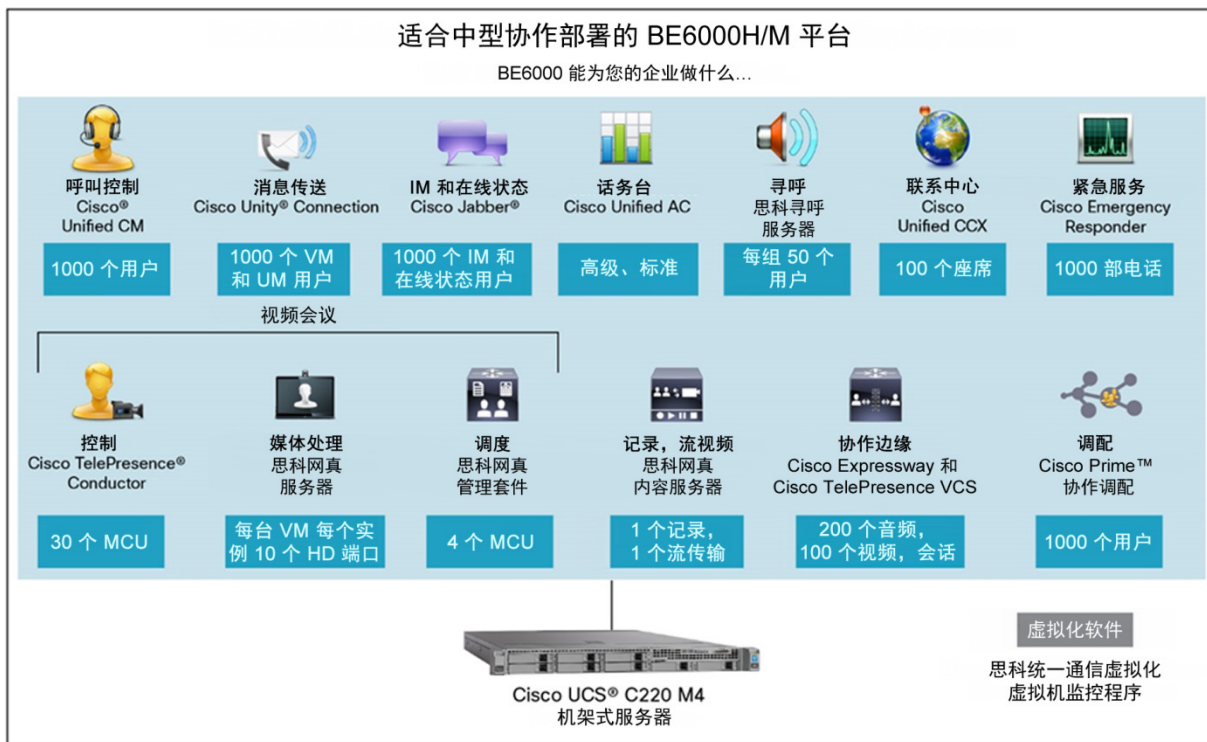 适合中型协作部署的 BE6000H/M 平台
BE6000 能为您的企业做什么…
呼叫控制
Cisco®
Unified CM
1000 个用户
消息传送
Cisco Unity® Connection
1000 个 VM
和 UM 用户
IM 和在线状态
Cisco Jabber®
1000 个 IM 和
在线状态用户
话务台
Cisco Unified AC
高级、标准
寻呼
思科寻呼
服务器
每组 50 个
用户
联系中心
Cisco
Unified CCX
100 个座席
紧急服务
Cisco Emergency
Responder
1000 部电话
视频会议
控制
Cisco TelePresence®
Conductor
30 个 MCU
媒体处理
思科网真
服务器
每台 VM 每个实
例 10 个 HD 端口
调度
思科网真
管理套件
4 个 MCU
记录，流视频
思科网真
内容服务器
1 个记录，
1 个流传输
协作边缘
Cisco Expressway 和
Cisco TelePresence VCS
200 个音频，
100 个视频，会话
调配
Cisco Prime™
协作调配
1000 个用户
Cisco UCS® C220 M4
机架式服务器
虚拟化软件
思科统一通信虚拟化
虚拟机监控程序